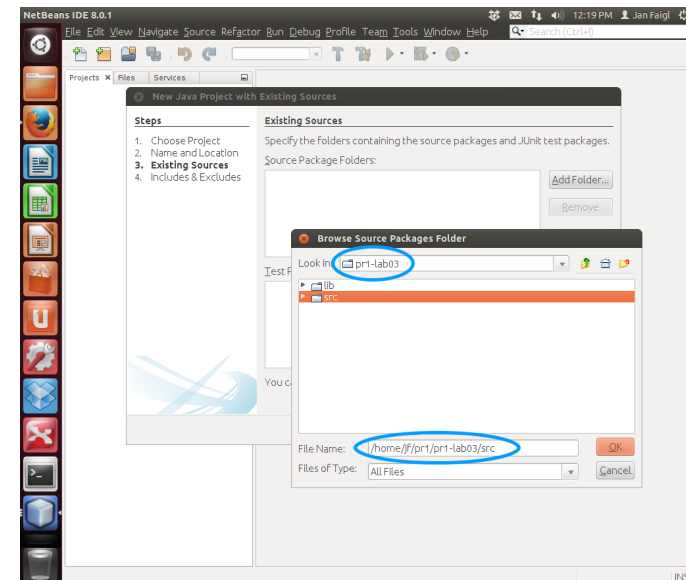 NetBeans IDE 8.0.1 12:19 PM Jan Faigl
File Edit View Navigate Source Refactor Run Debug Profile Team Tools Window Help Search (Ctrl+I)
Projects Files Services
New Java Project with Existing Sources
Steps
1. Choose Project
2. Name and Location
3. Existing Sources
4. Includes & Excludes
Existing Sources
Specify the folders containing the source packages and JUnit test packages.
Source Package Folders:
Add Folder...
Remove
Test P
You ca
Browse Source Packages Folder
Look In: pr1-lab03
lib
src
File Name: /home/jf/pr1/pr1-lab03/src
OK
Files of Type: All Files
Cancel